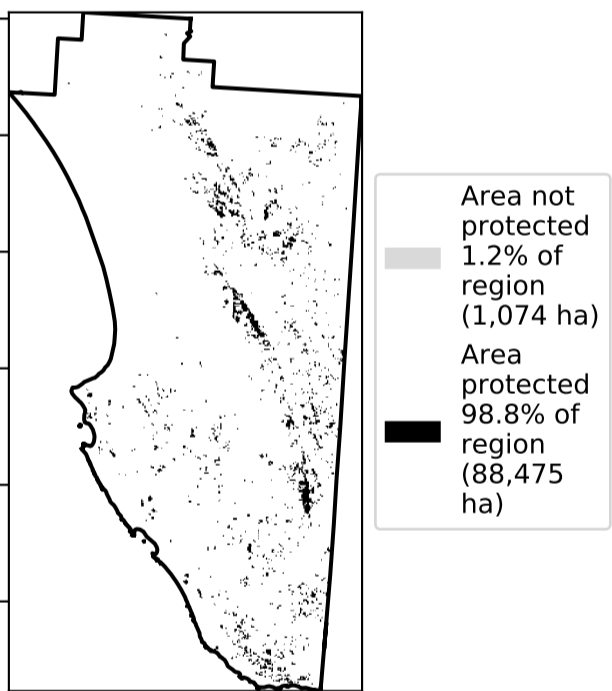 Area not
protected
1.2% of
region
(1,074 ha)
Area
protected
98.8% of
region
(88,475
ha)